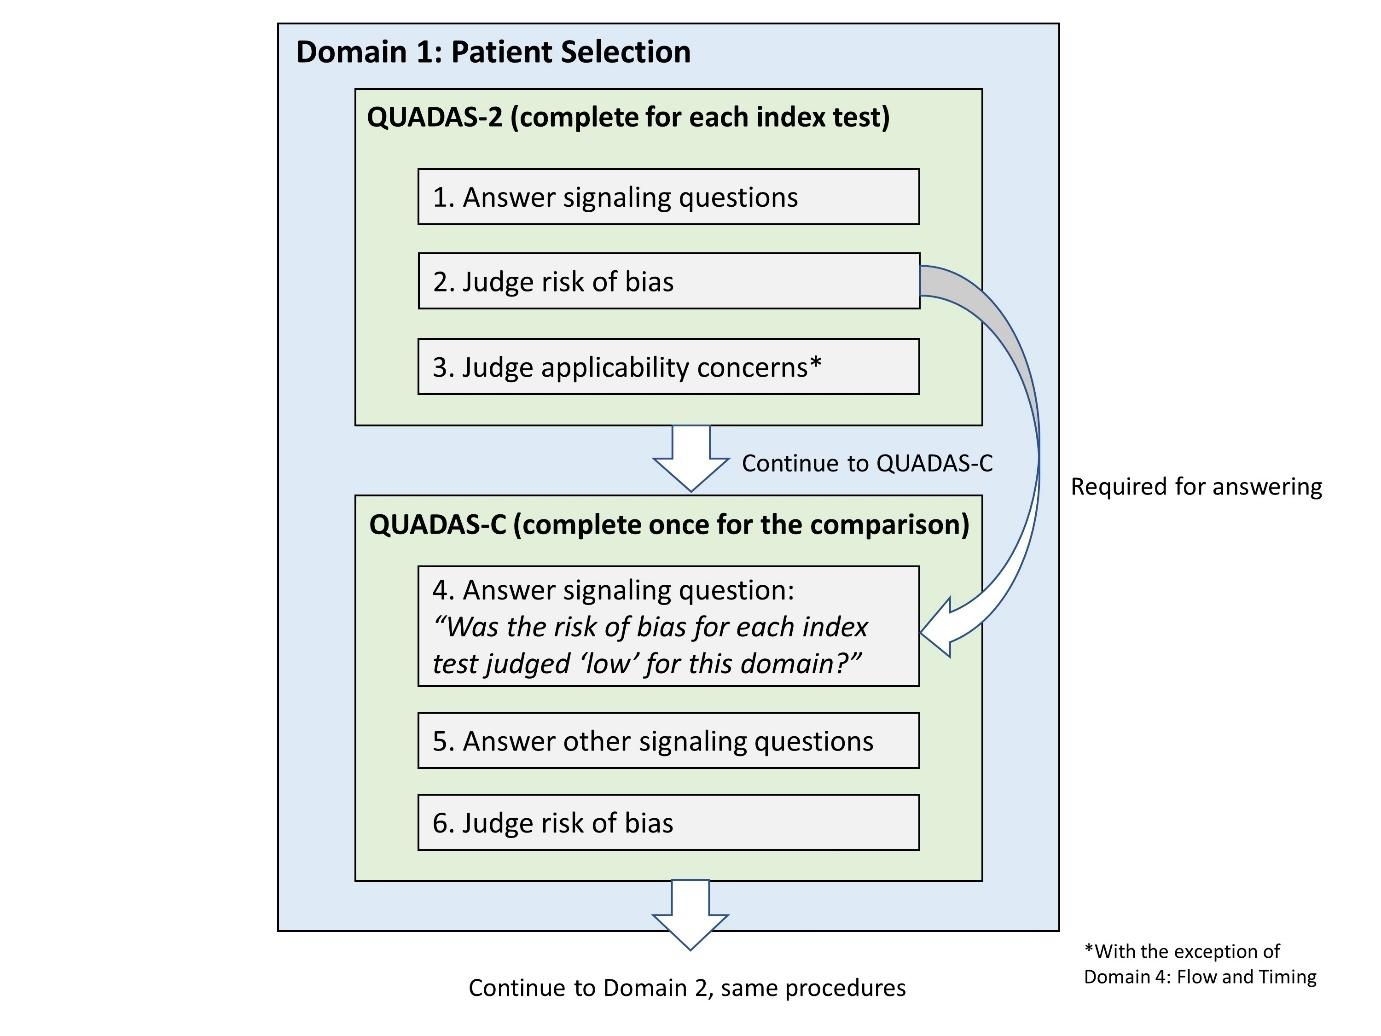 Domain 1: Patient Selection
QUADAS-2 (complete for each index test)
1. Answer signaling questions
2. Judge risk of bias
3. Judge applicability concerns*
Continue to QUADAS-C
Required for answering
QUADAS-C (complete once for the comparison)
4. Answer signaling question:
“Was the risk of bias for each index
test judged ‘low’ for this domain?”
5. Answer other signaling questions
6. Judge risk of bias
*With the exception of
Domain 4: Flow and Timing
Continue to Domain 2, same procedures